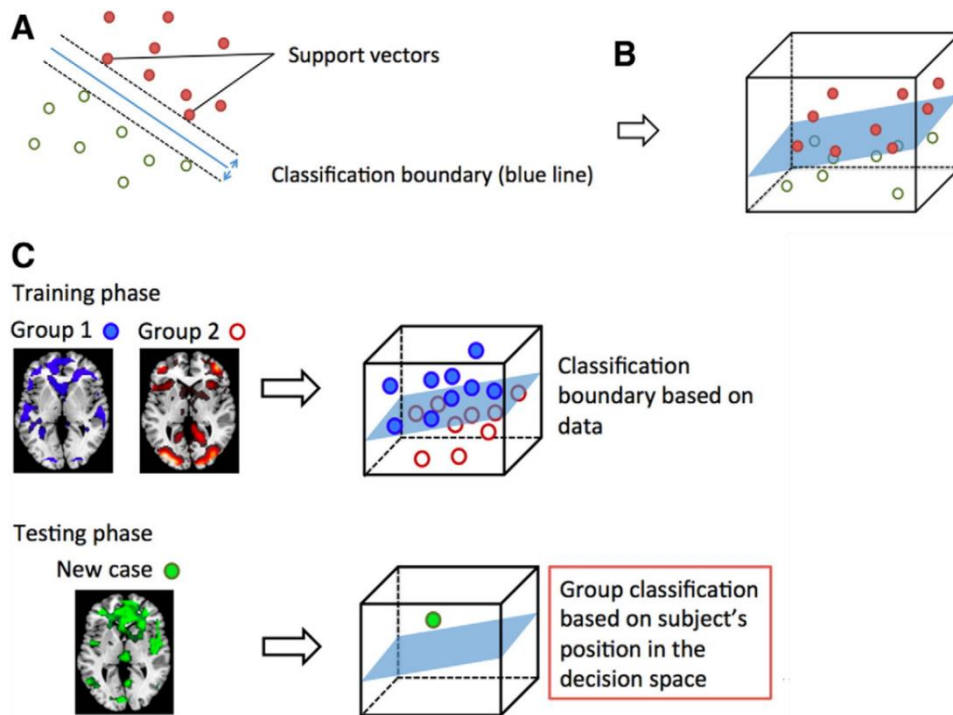 A
Support vectors
Classification boundary (blue line)
B
C
Training phase
Group 1
Group 2
Classification
boundary based on
data
Testing phase
New case
Group classification
based on subject's
position in the
decision space